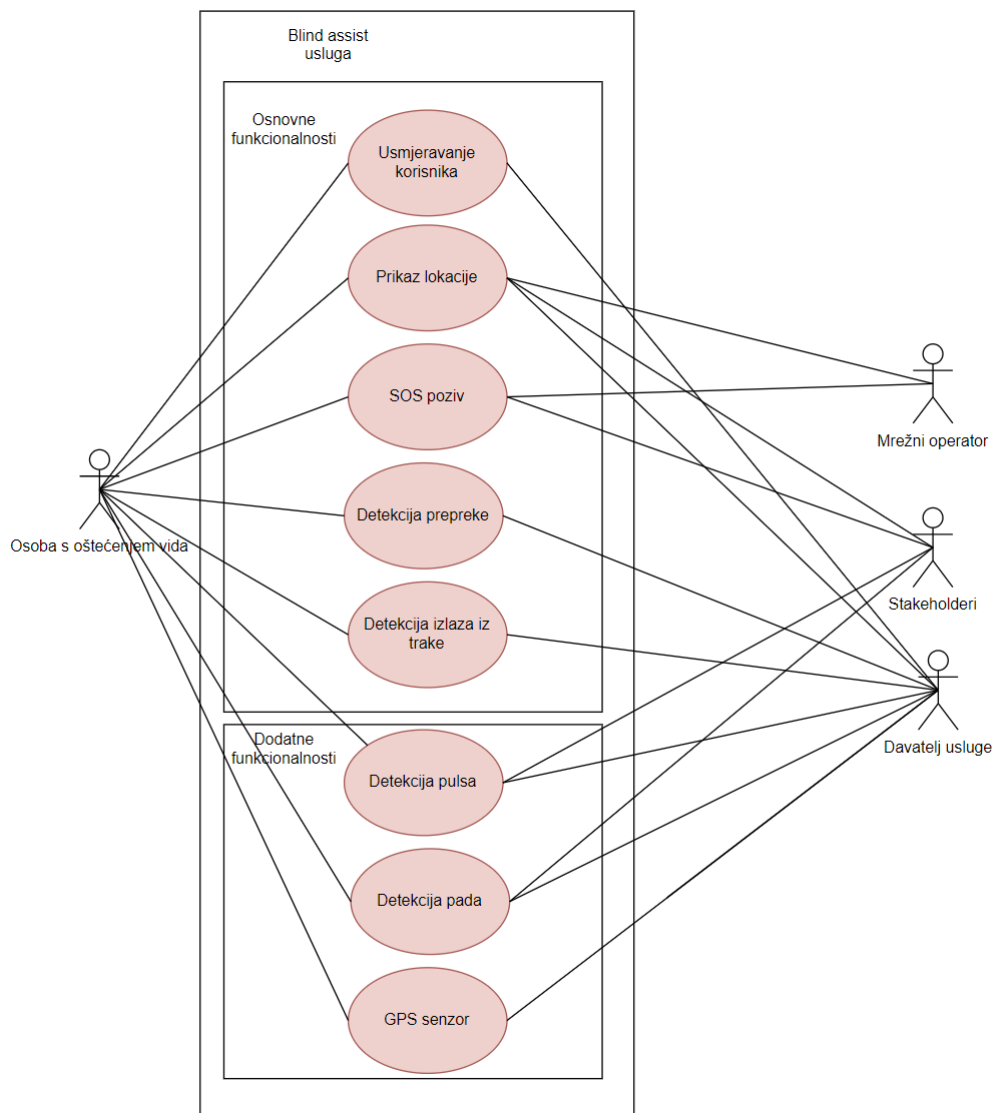 Blind assist
usluga
Osnovne
funkcionalnosti
Usmjeravanje
korisnika
Prikaz lokacije
SOS poziv
Mrežni operator
Detekcija prepreke
Osoba s oštećenjem vida
Stakeholderi
Detekcija izlaza iz
trake
Dodatne
funkcionalnosti
Davatelj usluge
Detekcija pulsa
Detekcija pada
GPS senzor